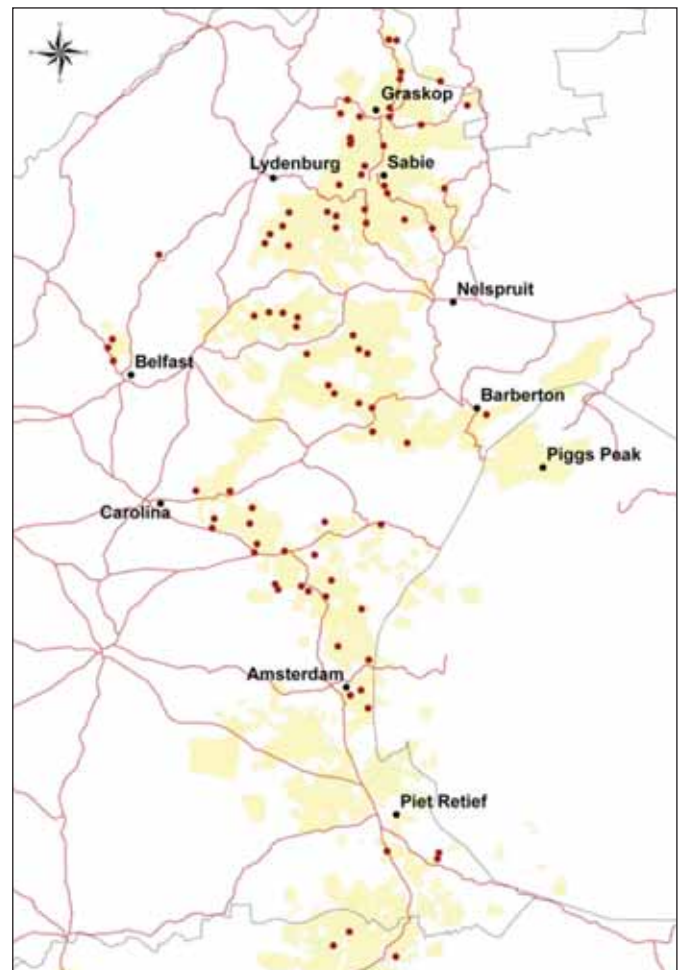 Graskop
Lydenburg
Sabie
Nelspruit
Belfast
Barberton
Piggs Peak
Carolina
Amsterdam
Piet Retief